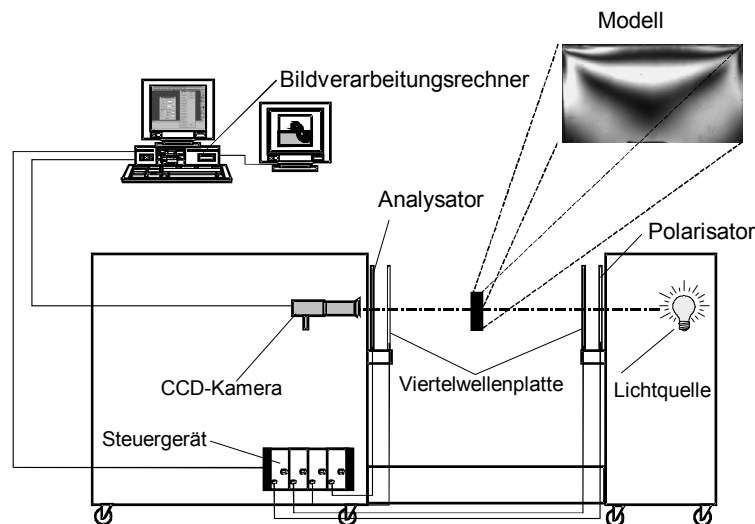 Modell
Bildverarbeitungsrechner
Analysator
Polarisator
CCD-Kamera
Viertelwellenplatte
Lichtquelle
Steuergerät